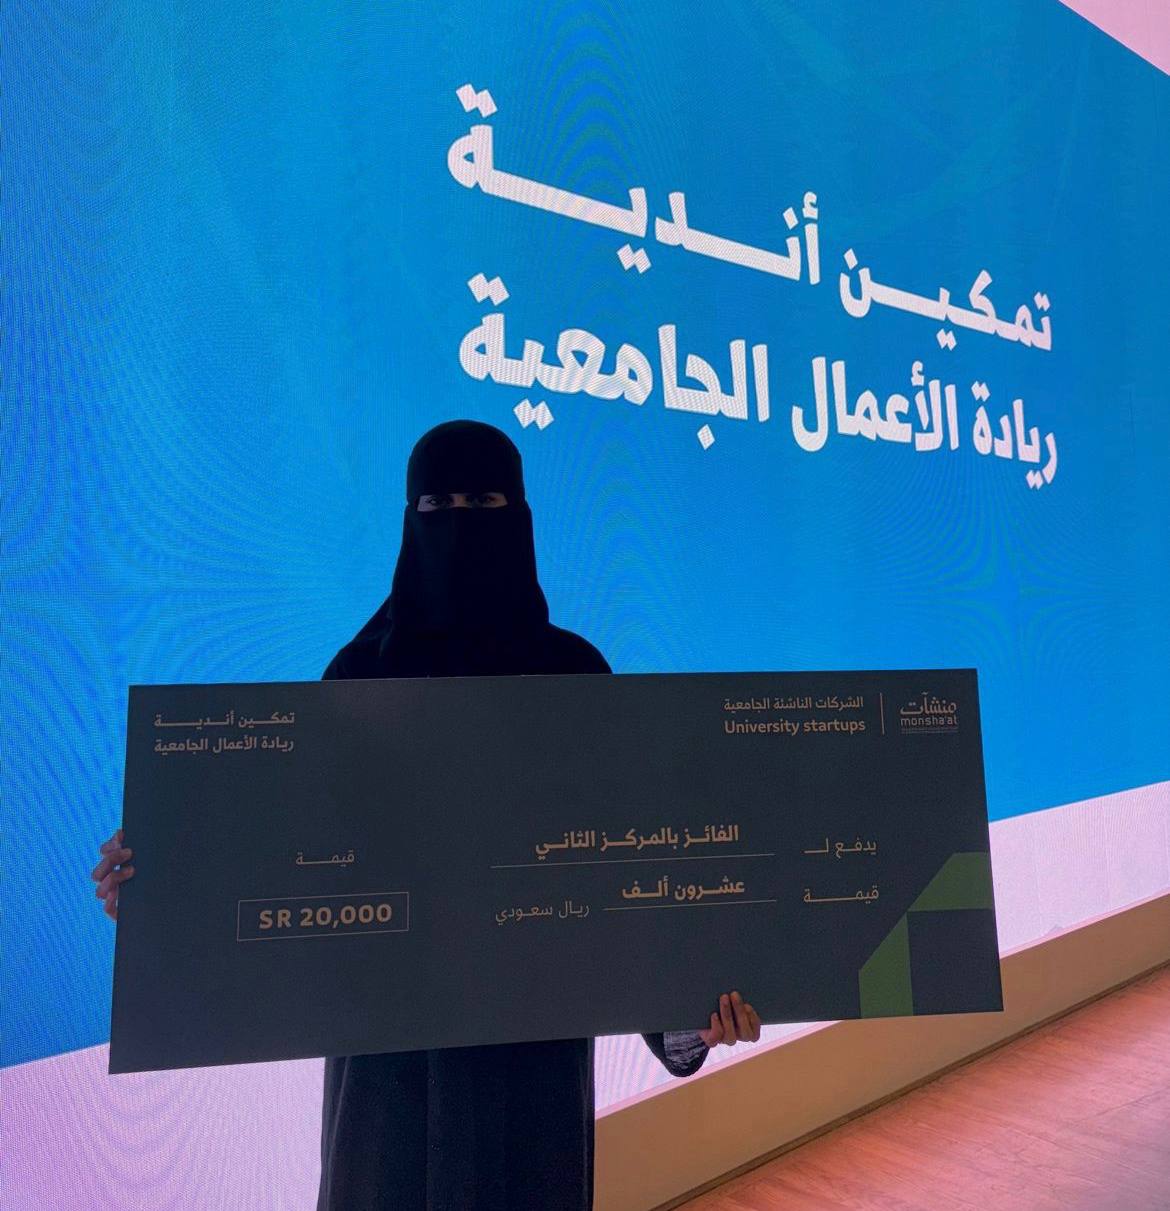 تمكين أندية
ريادة الأعمال الجامعية
منشآت
monsha'at
الشركات الناشئة الجامعية
University startups
تمكين أندية
ريادة الأعمال الجامعية
يدفع لـ
الفائز بالمركز الثاني
قيمة
عشرون ألف
ريال سعودي
قيمة
SR 20,000